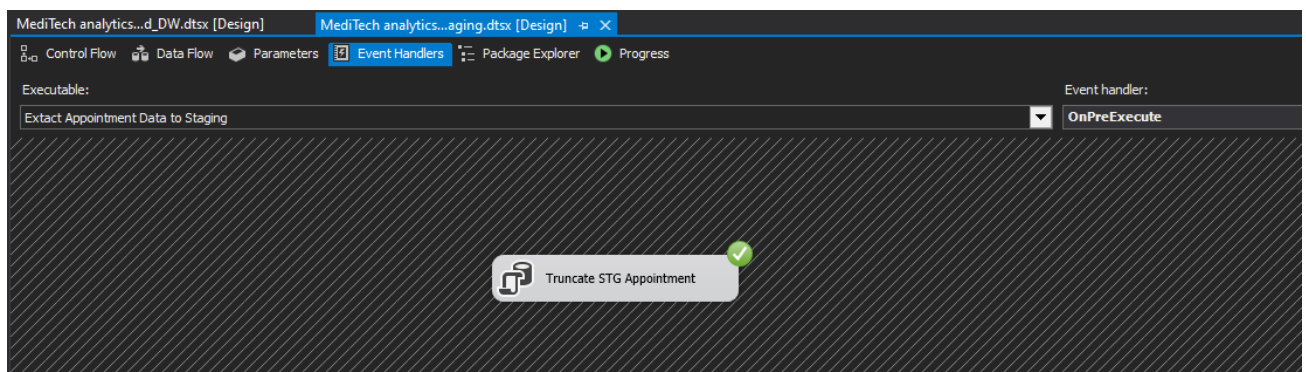 MediTech analytics...d_DW.dtsx [Design] MediTech analytics...aging.dtsx [Design]
Control Flow Data Flow Parameters Event Handlers Package Explorer Progress
Executable: Event handler:
Extact Appointment Data to Staging OnPreExecute
Truncate STG Appointment